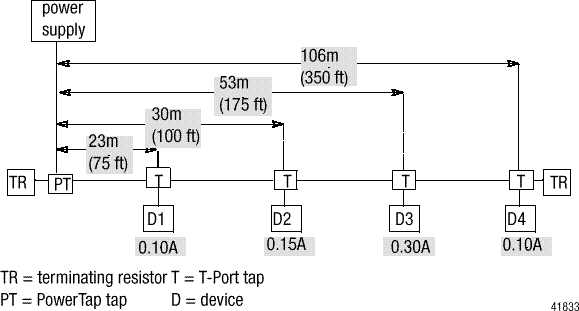 power
supply
106m
(350 ft)
53m
(175 ft)
30m
(100 ft)
23m
(75 ft)
TR PT T T T T TR
D1 D2 D3 D4
0.10A 0.15A 0.30A 0.10A
TR = terminating resistor T = T-Port tap
PT = PowerTap tap D = device
41833